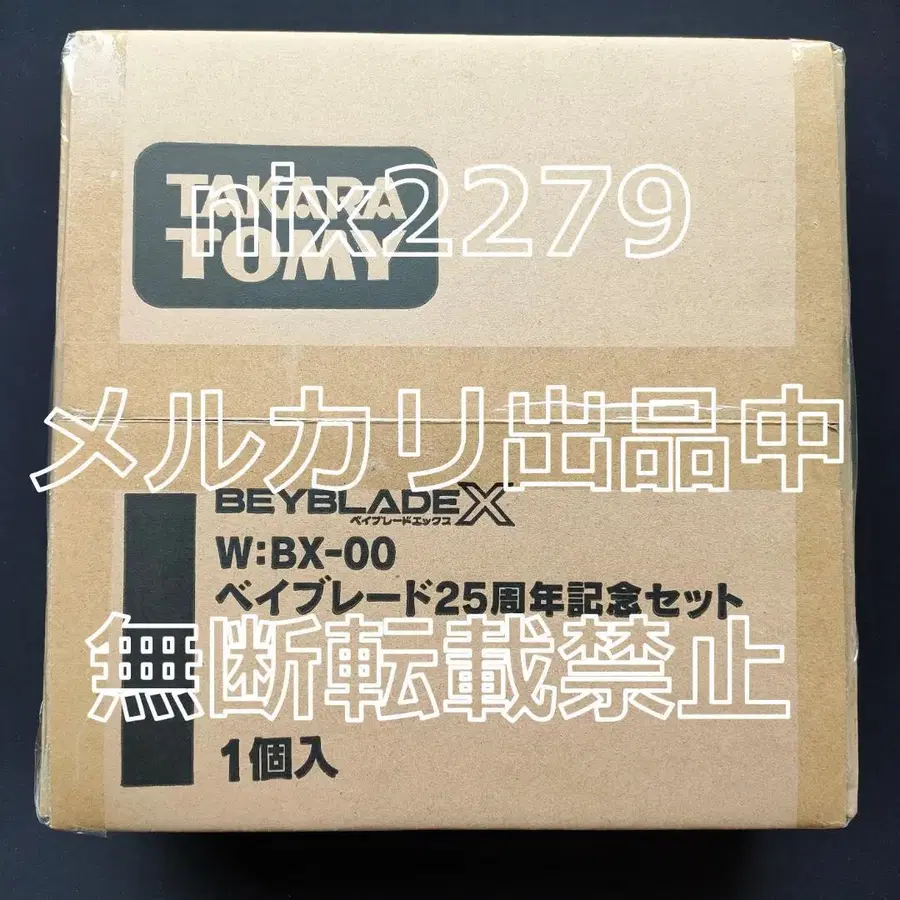 TAKARA
TOMY
nix2279
メルカリ出品中
BEYBLADE X
ベイブレードエックス
W:BX-00
ベイブレード25周年記念セット
無断転載禁止
1個入